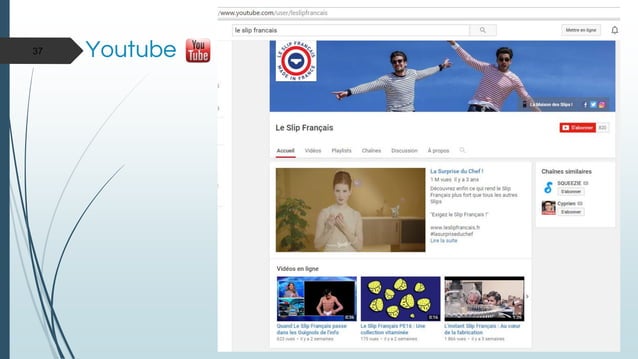 37
Youtube
You
Tube
/www.youtube.com/user/leslipfrancais
le slip francais
Mettre en ligne
LE SLIP FRANÇAIS
MADE IN FRANCE
La Maison des Slips !
Le Slip Français
S'abonner 820
Accueil Vidéos Playlists Chaînes Discussion À propos
La Surprise du Chef !
1 M vues il y a 3 ans
Découvrez enfin ce qui rend le Slip
Français plus fort que tous les autres
Slips
"Exigez le Slip Français !"
www.leslipfrancais.fr
#lasurpriseduchef
Lire la suite
Chaînes similaires
SQUEEZIE
S'abonner
Cyprien
S'abonner
Vidéos en ligne
0:36
0:16
Quand Le Slip Français passe
dans les Guignols de l'info
623 vues • il y a 2 semaines
Le Slip Français PE16 : Une
collection vitaminée
175 vues • il y a 2 semaines
L'instant Slip Français : Au cœur
de la fabrication
1 866 vues • il y a 3 semaines